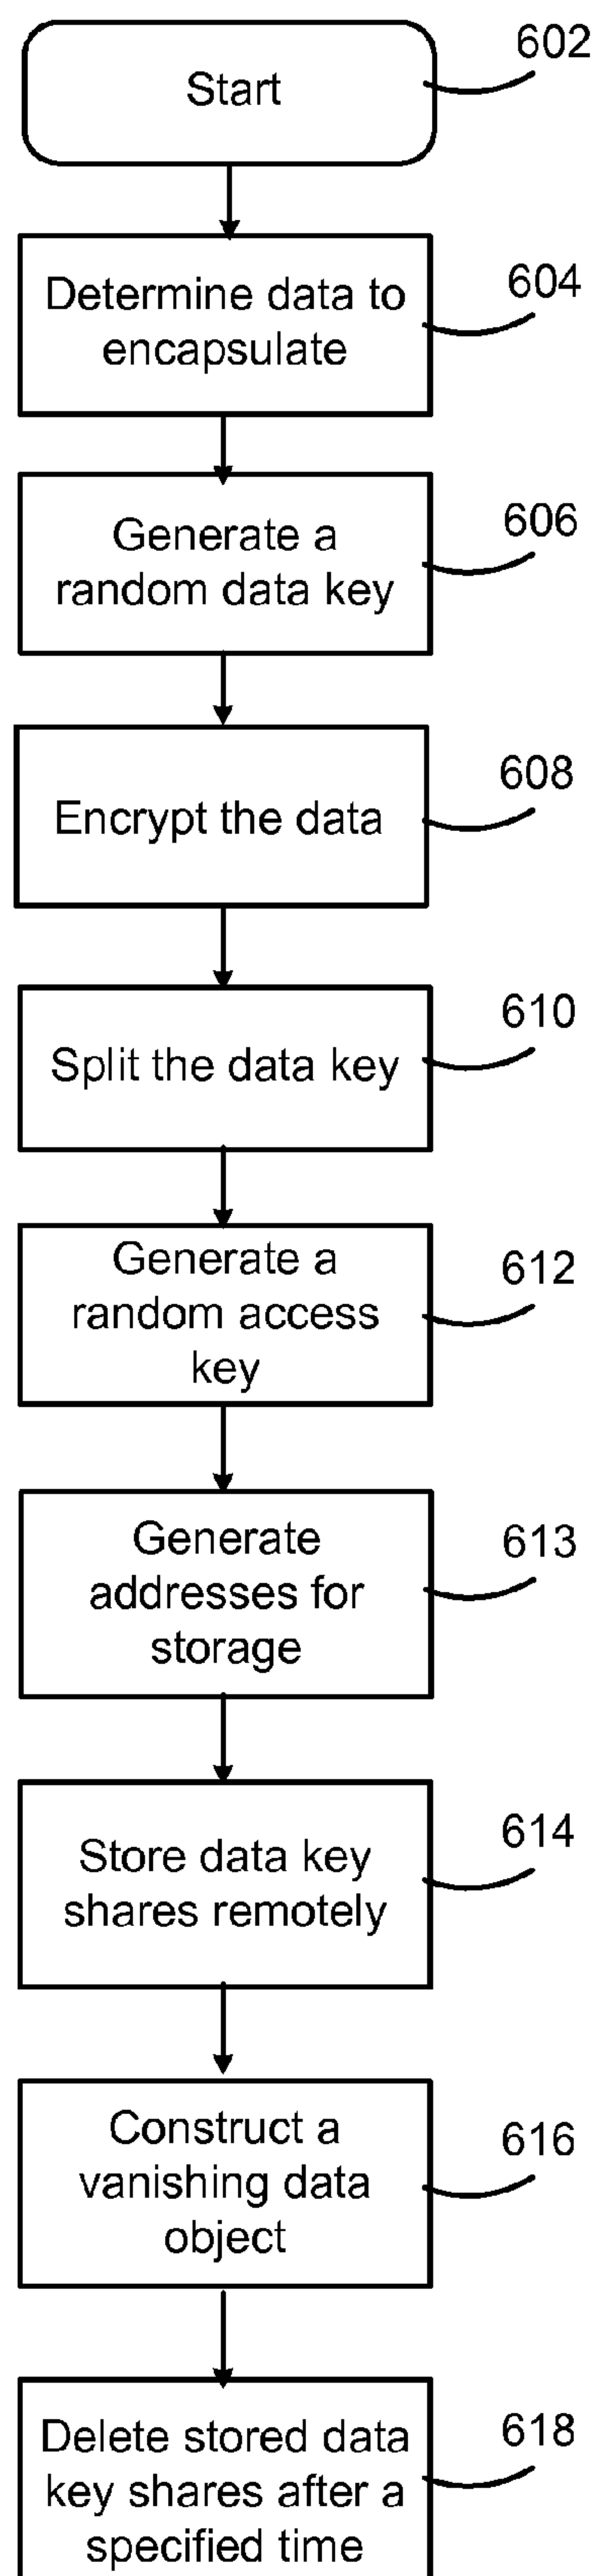 Start
602
Determine data to
encapsulate
604
Generate a
random data key
606
Encrypt the data
608
Split the data key
610
Generate a
random access
key
612
Generate
addresses for
storage
613
Store data key
shares remotely
614
Construct a
vanishing data
object
616
Delete stored data
key shares after a
specified time
618